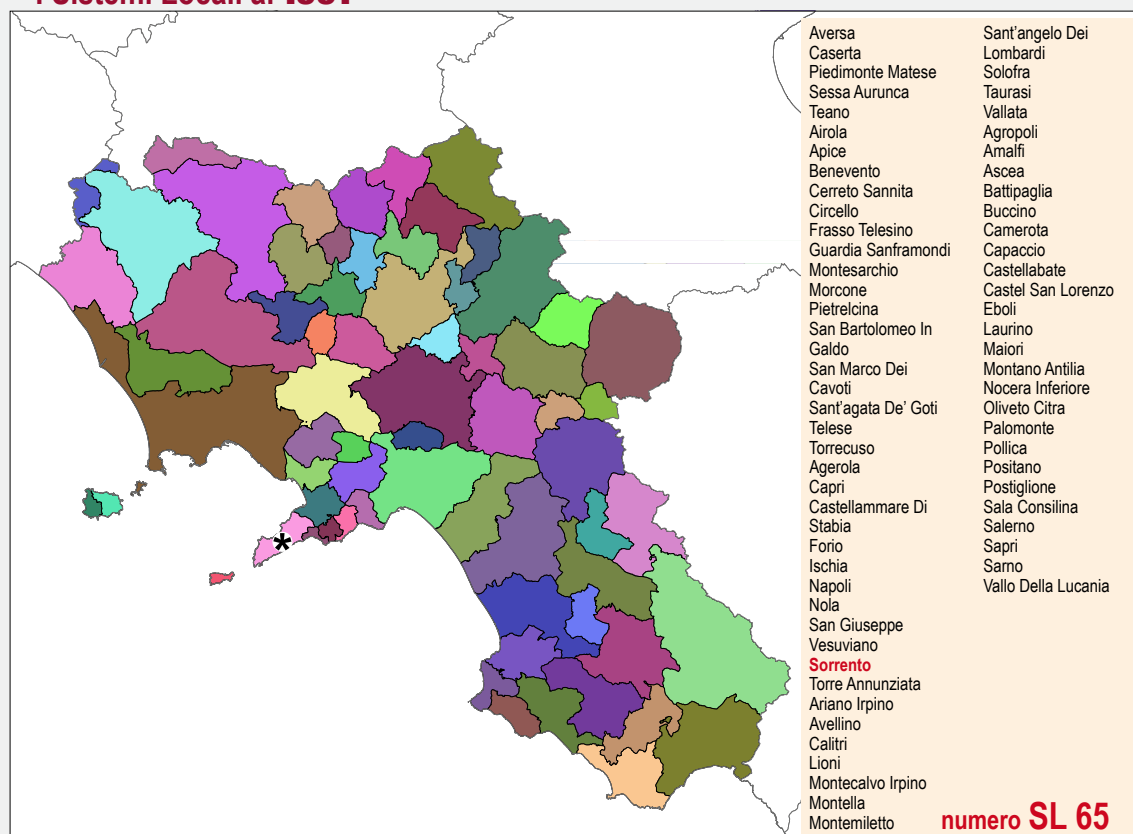 i Sistemi Locali di
Aversa
Caserta
Piedimonte Matese
Sessa Aurunca
Teano
Airola
Apice
Benevento
Cerreto Sannita
Circello
Frasso Telesino
Guardia Sanframondi
Montesarchio
Morcone
Pietrelcina
San Bartolomeo In
Galdo
San Marco Dei
Cavoti
Sant'agata De' Goti
Telese
Torrecuso
Agerola
Capri
Castellammare Di
Stabia
Forio
Ischia
Napoli
Nola
San Giuseppe
Vesuviano
Sorrento
Torre Annunziata
Ariano Irpino
Avellino
Calitri
Lioni
Montecalvo Irpino
Montella
Montemiletto
Sant'angelo Dei
Lombardi
Solofra
Taurasi
Vallata
Agropoli
Amalfi
Ascea
Battipaglia
Buccino
Camerota
Capaccio
Castellabate
Castel San Lorenzo
Eboli
Laurino
Maiori
Montano Antilia
Nocera Inferiore
Oliveto Citra
Palomonte
Pollica
Positano
Postiglione
Sala Consilina
Salerno
Sapri
Sarno
Vallo Della Lucania
numero SL 65
*